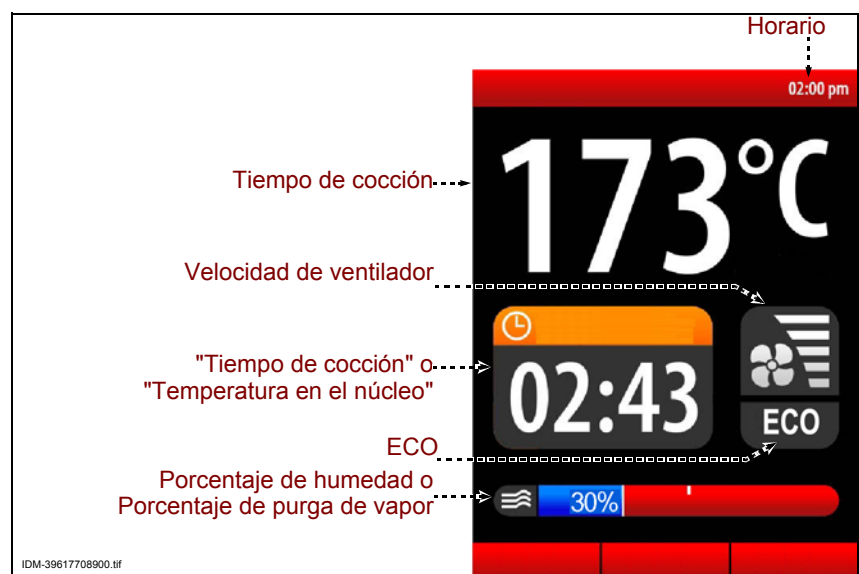 Horario
02:00 pm
173°C
Tiempo de cocción
Velocidad de ventilador
"Tiempo de cocción" o
"Temperatura en el núcleo"
02:43
ECO
ECO
Porcentaje de humedad o
Porcentaje de purga de vapor
30%
IDM-39617708900.tif